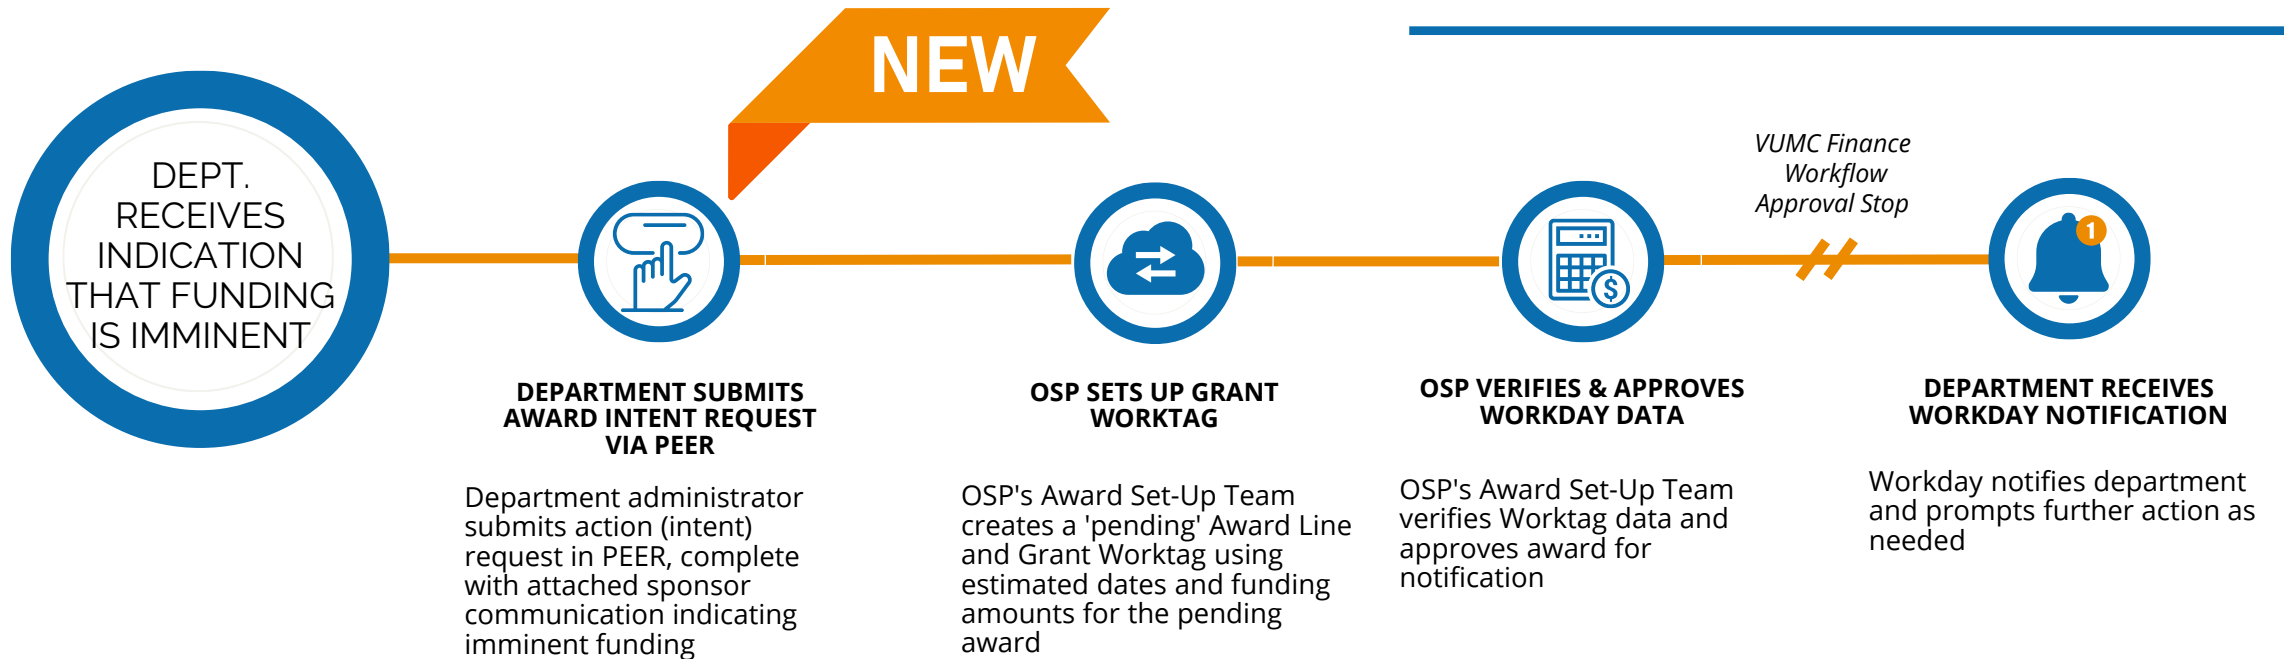 NEW
DEPT.
RECEIVES
INDICATION
THAT FUNDING
IS IMMINENT
DEPARTMENT SUBMITS
AWARD INTENT REQUEST
VIA PEER
Department administrator
submits action (intent)
request in PEER, complete
with attached sponsor
communication indicating
imminent funding
OSP SETS UP GRANT
WORKTAG
OSP's Award Set-Up Team
creates a 'pending' Award Line
and Grant Worktag using
estimated dates and funding
amounts for the pending
award
$
OSP VERIFIES & APPROVES
WORKDAY DATA
OSP's Award Set-Up Team
verifies Worktag data and
approves award for
notification
VUMC Finance
Workflow
Approval Stop
1
DEPARTMENT RECEIVES
WORKDAY NOTIFICATION
Workday notifies department
and prompts further action as
needed